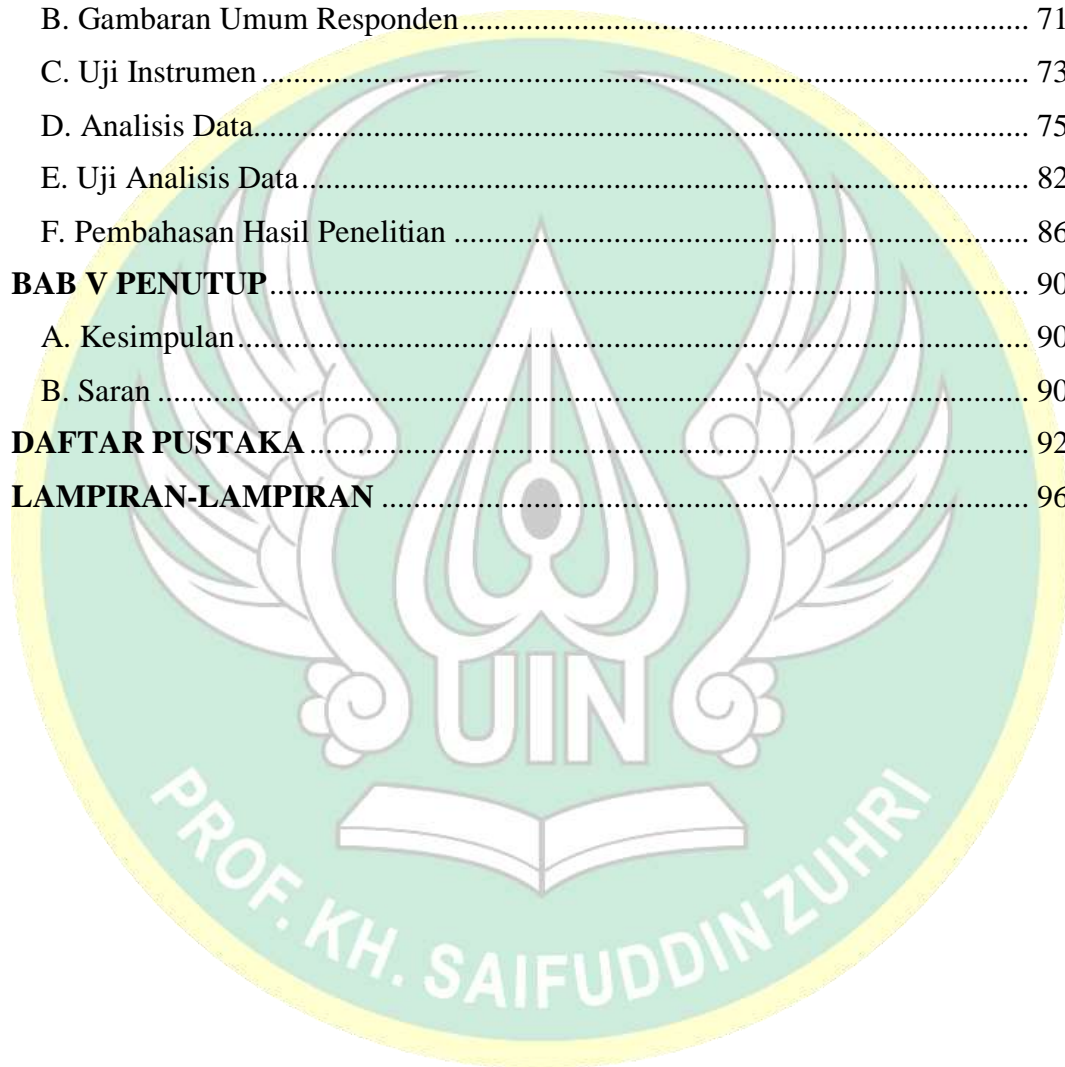 B. Gambaran Umum Responden ........ 71
C. Uji Instrumen ........ 73
D. Analisis Data ........ 75
E. Uji Analisis Data ........ 82
F. Pembahasan Hasil Penelitian ........ 86
BAB V PENUTUP ........ 90
A. Kesimpulan ........ 90
B. Saran ........ 90
DAFTAR PUSTAKA ........ 92
LAMPIRAN-LAMPIRAN ........ 96
UIN
PROF. KH. SAIFUDDIN ZUHRI